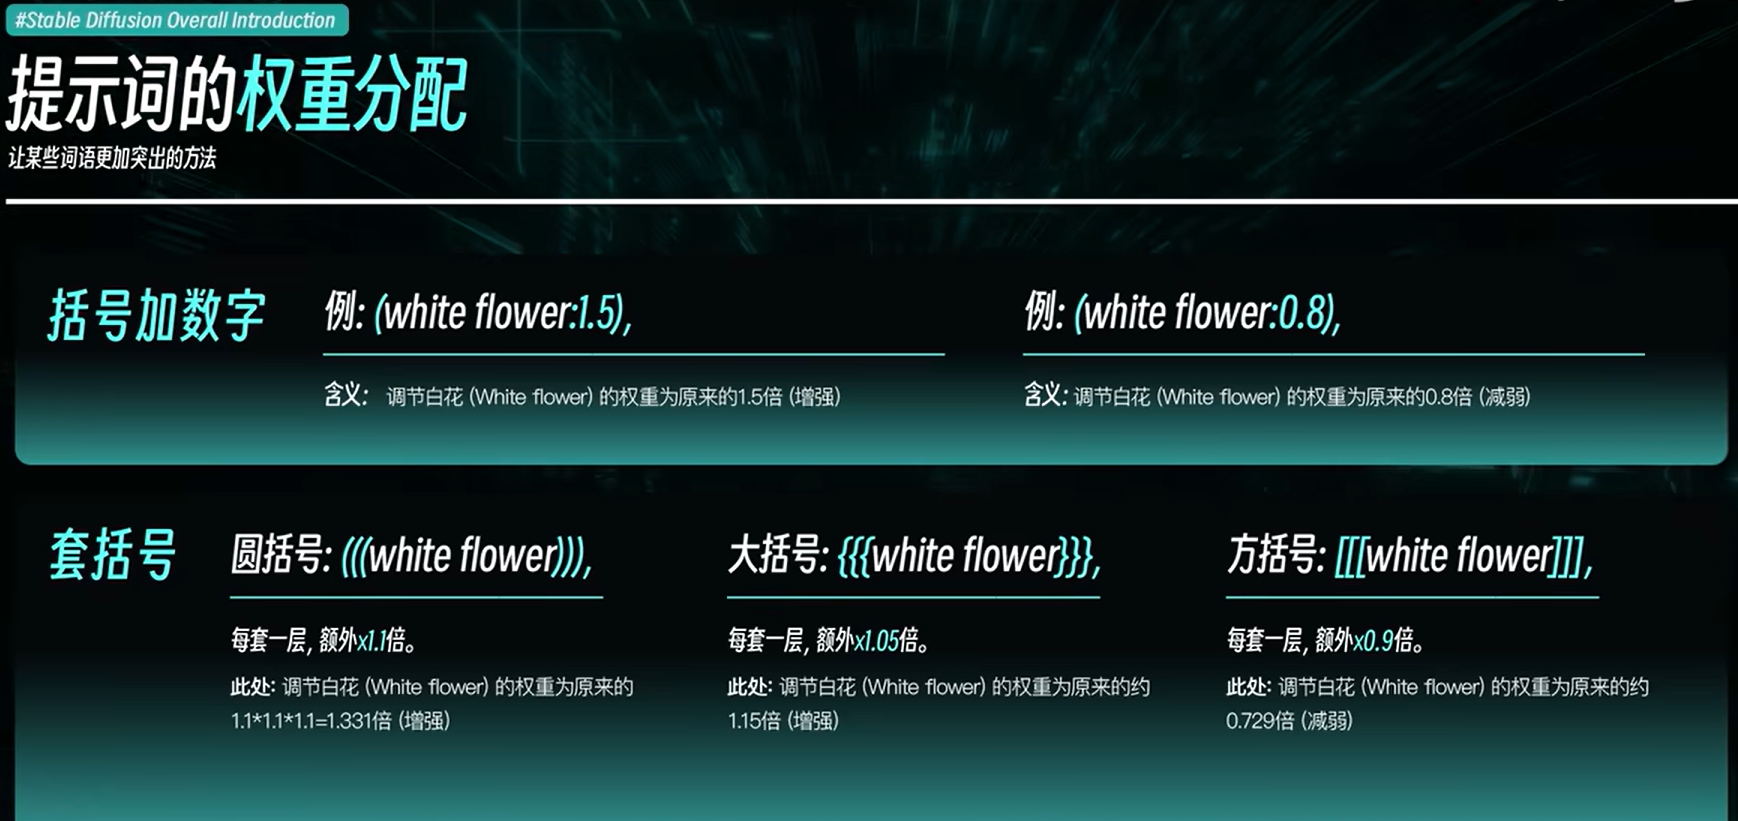 #Stable Diffusion Overall Introduction
提示词的权重分配
让某些词语更加突出的方法
括号加数字
例: (white flower:1.5),
含义: 调节白花 (White flower) 的权重为原来的1.5倍 (增强)
例: (white flower:0.8),
含义: 调节白花 (White flower) 的权重为原来的0.8倍 (减弱)
套括号
圆括号: (((white flower))),
每套一层, 额外x1.1倍。
此处: 调节白花 (White flower) 的权重为原来的
1.1*1.1*1.1=1.331倍 (增强)
大括号: {{{white flower}}},
每套一层, 额外x1.05倍。
此处: 调节白花 (White flower) 的权重为原来的约
1.15倍 (增强)
方括号: [[[white flower]]],
每套一层, 额外x0.9倍。
此处: 调节白花 (White flower) 的权重为原来的约
0.729倍 (减弱)